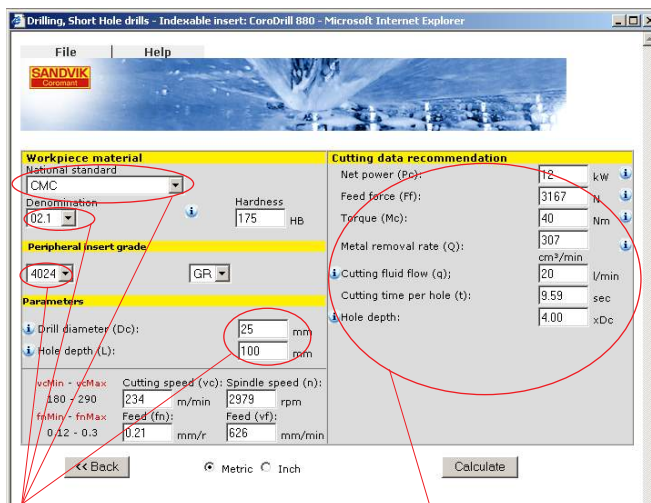 Drilling, Short Hole drills - Indexable insert: CoroDrill 880 - Microsoft Internet Explorer
File Help
SANDVIK
Coromant
Workpiece material
National standard
CMC
Denomination Hardness
02.1 175 HB
Peripheral insert grade
4024 GR
Parameters
Drill diameter (Dc): 25 mm
Hole depth (L): 100 mm
vcMin - vcMax Cutting speed (vc): Spindle speed (n):
180 - 290 234 m/min 2979 rpm
fnMin - fnMax Feed (fn): Feed (vf):
0.12 - 0.3 0.21 mm/r 626 mm/min
Cutting data recommendation
Net power (Pc): 12 kW
Feed force (Ff): 3167 N
Torque (Mc): 40 Nm
Metal removal rate (Q): 307
cm³/min
Cutting fluid flow (q); 20 l/min
Cutting time per hole (t): 9.59 sec
Hole depth: 4.00 xDc
<< Back Metric Inch Calculate